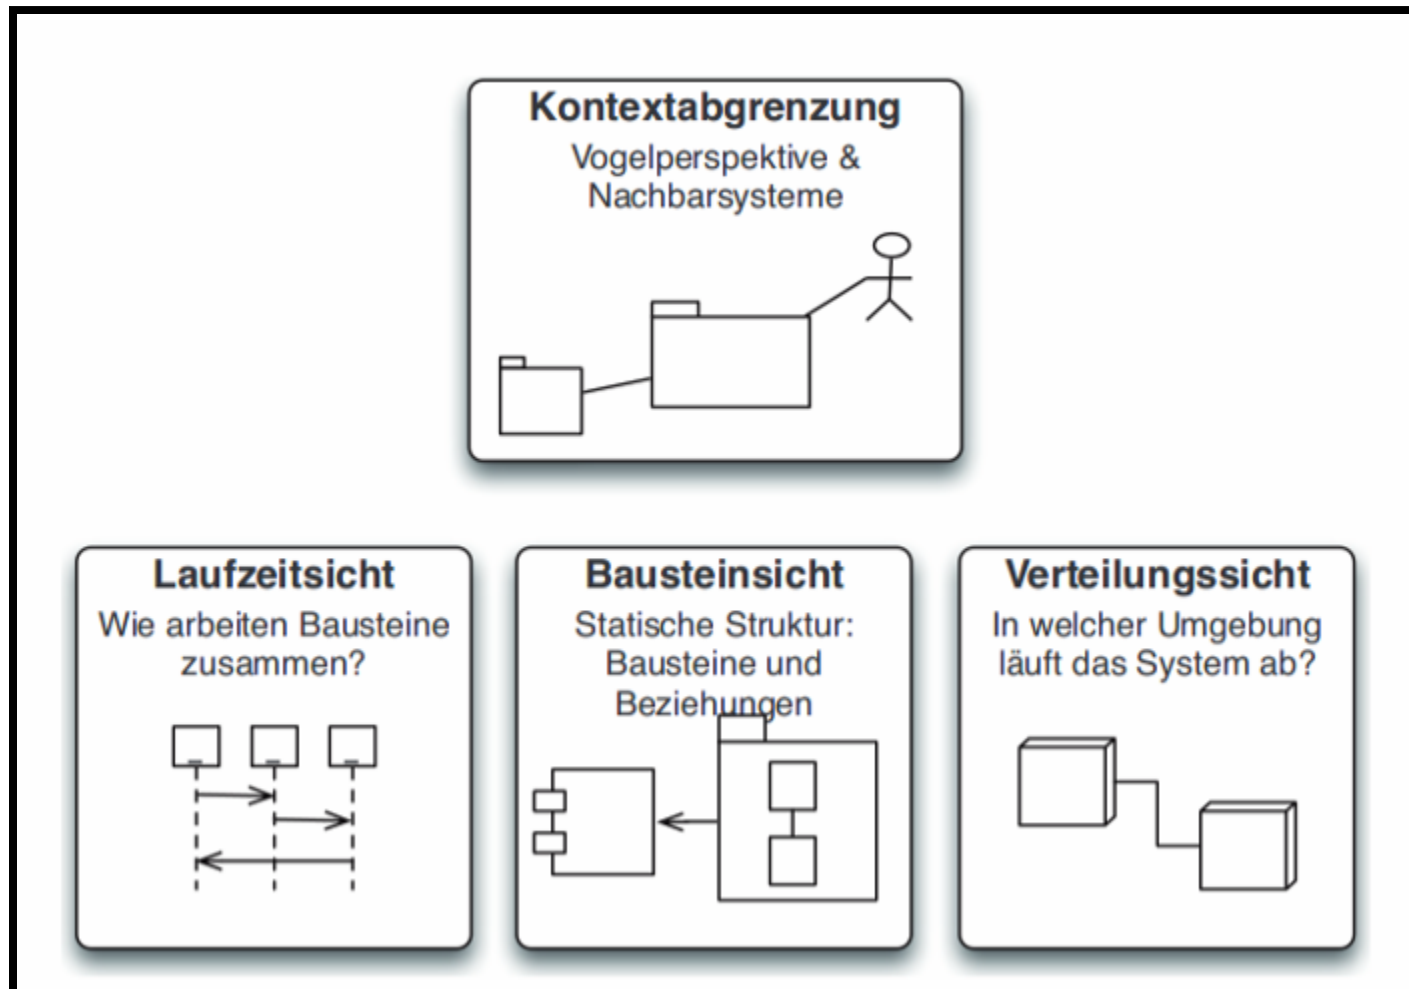 Kontextabgrenzung
Vogelperspektive &
Nachbarsysteme
Laufzeitsicht
Wie arbeiten Bausteine
zusammen?
Bausteinsicht
Statische Struktur:
Bausteine und
Beziehungen
Verteilungssicht
In welcher Umgebung
läuft das System ab?